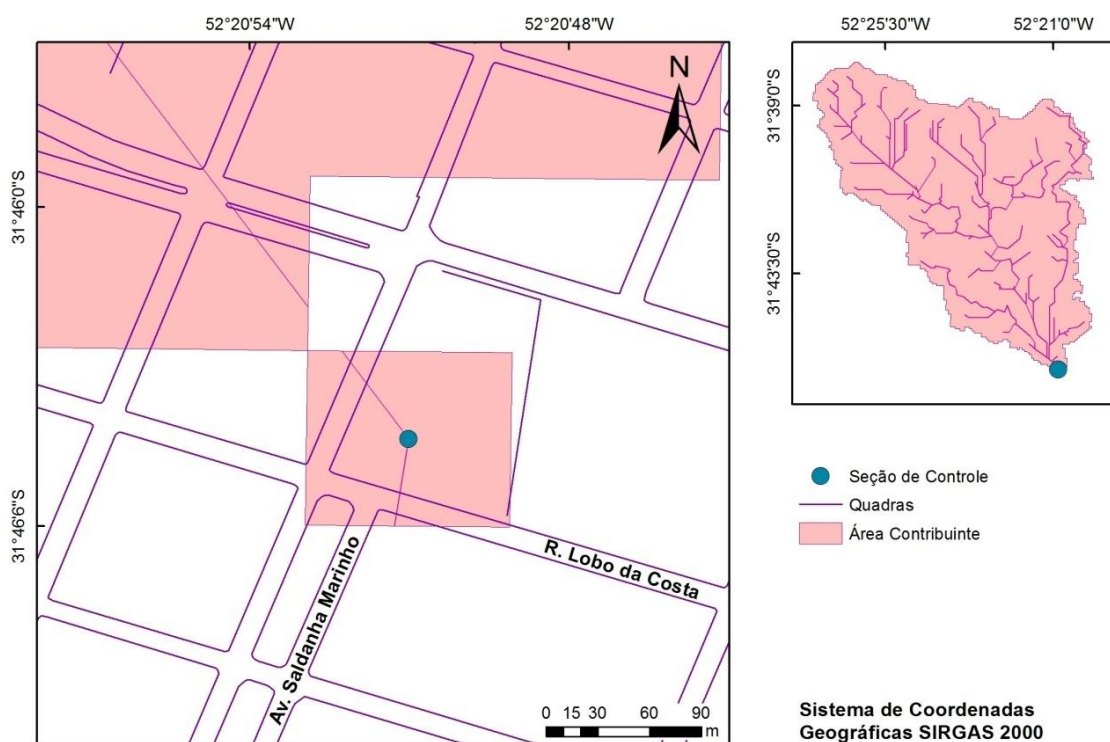 52°20'54"W
52°20'48"W
52°25'30"W
52°21'0"W
N
31°46'0"S
31°46'6"S
31°39'0"S
31°43'30"S
Seção de Controle
Quadras
Área Contribuinte
R. Lobo da Costa
Av. Saldanha Marinho
0 15 30 60 90
m
Sistema de Coordenadas
Geográficas SIRGAS 2000